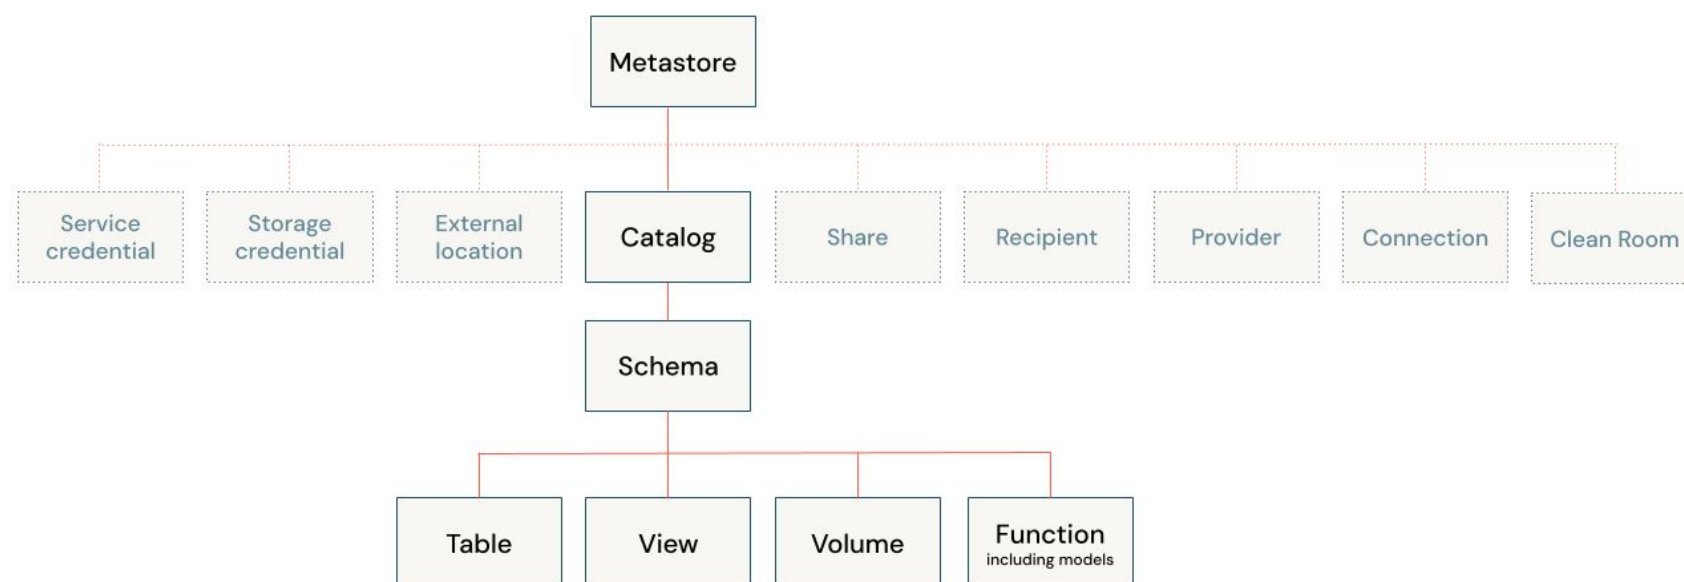 Metastore
Service
credential
Storage
credential
External
location
Catalog
Share
Recipient
Provider
Connection
Clean Room
Schema
Table
View
Volume
Function
including models